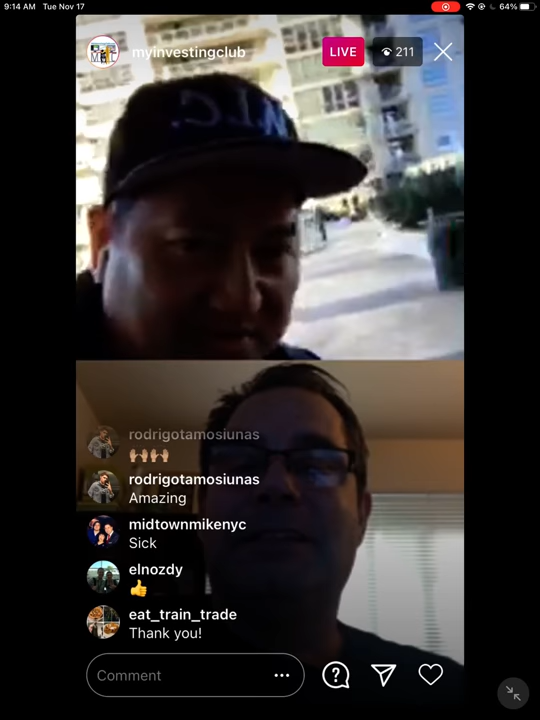 9:14 AM Tue Nov 17
64%
myinvestingclub
LIVE
211
M.I.C.
rodrigotamosiunas
🙌🏼🙌🏼
rodrigotamosiunas
Amazing
midtownmikenyc
Sick
elnozdy
👍
eat_train_trade
Thank you!
Comment